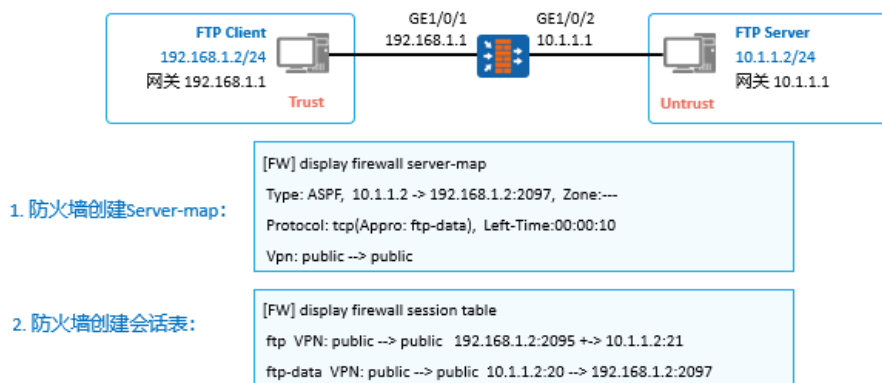 GE1/0/1
GE1/0/2
FTP Client
192.168.1.1
10.1.1.1
FTP Server
192.168.1.2/24
10.1.1.2/24
网关 192.168.1.1
网关 10.1.1.1
Trust
Untrust
1. 防火墙创建Server-map：
[FW] display firewall server-map
Type: ASPF, 10.1.1.2 -> 192.168.1.2:2097, Zone:---
Protocol: tcp(Appro: ftp-data), Left-Time:00:00:10
Vpn: public --> public
2. 防火墙创建会话表：
[FW] display firewall session table
ftp VPN: public --> public 192.168.1.2:2095 +-> 10.1.1.2:21
ftp-data VPN: public --> public 10.1.1.2:20 --> 192.168.1.2:2097